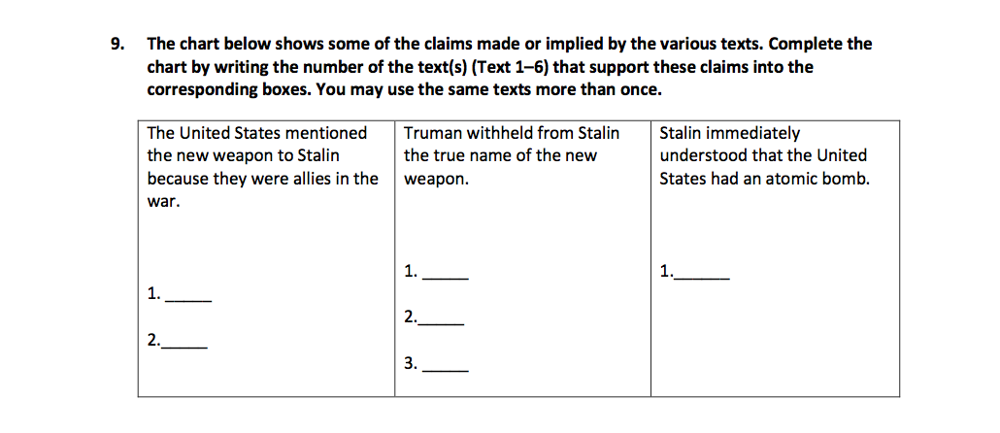 9. The chart below shows some of the claims made or implied by the various texts. Complete the
chart by writing the number of the text(s) (Text 1–6) that support these claims into the
corresponding boxes. You may use the same texts more than once.
The United States mentioned
the new weapon to Stalin
because they were allies in the
war.
1. _____
2._____
Truman withheld from Stalin
the true name of the new
weapon.
1. _____
2._____
3. _____
Stalin immediately
understood that the United
States had an atomic bomb.
1.______